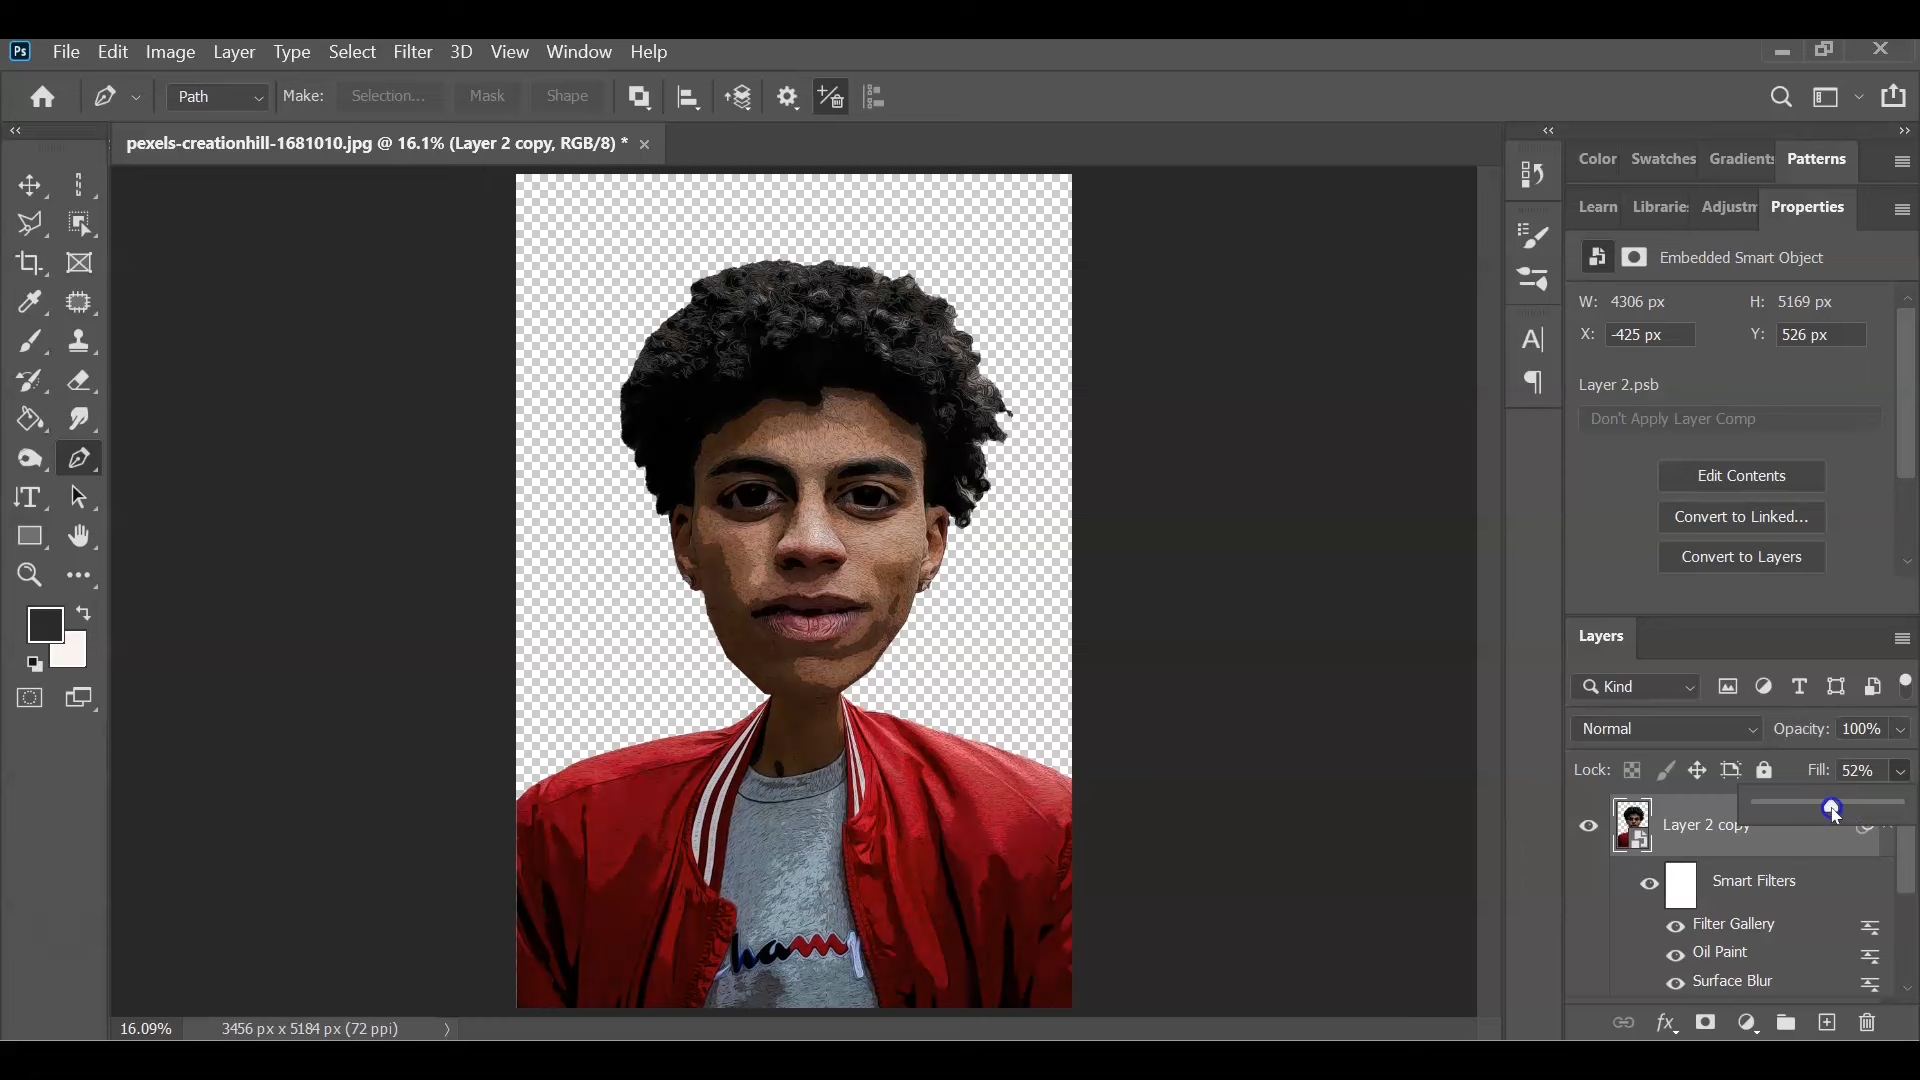 Ps File Edit Image Layer Type Select Filter 3D View Window Help
Path Make: Selection... Mask Shape
pexels-creationhill-1681010.jpg @ 16.1% (Layer 2 copy, RGB/8) * ×
Color Swatches Gradients Patterns
Learn Libraries Adjustm Properties
Embedded Smart Object
W: 4306 px H: 5169 px
X: -425 px Y: 526 px
Layer 2.psb
Don't Apply Layer Comp
Edit Contents
Convert to Linked...
Convert to Layers
Layers
Kind
Normal Opacity: 100%
Lock: Fill: 52%
Layer 2 copy
Smart Filters
Filter Gallery
Oil Paint
Surface Blur
16.09% 3456 px x 5184 px (72 ppi)